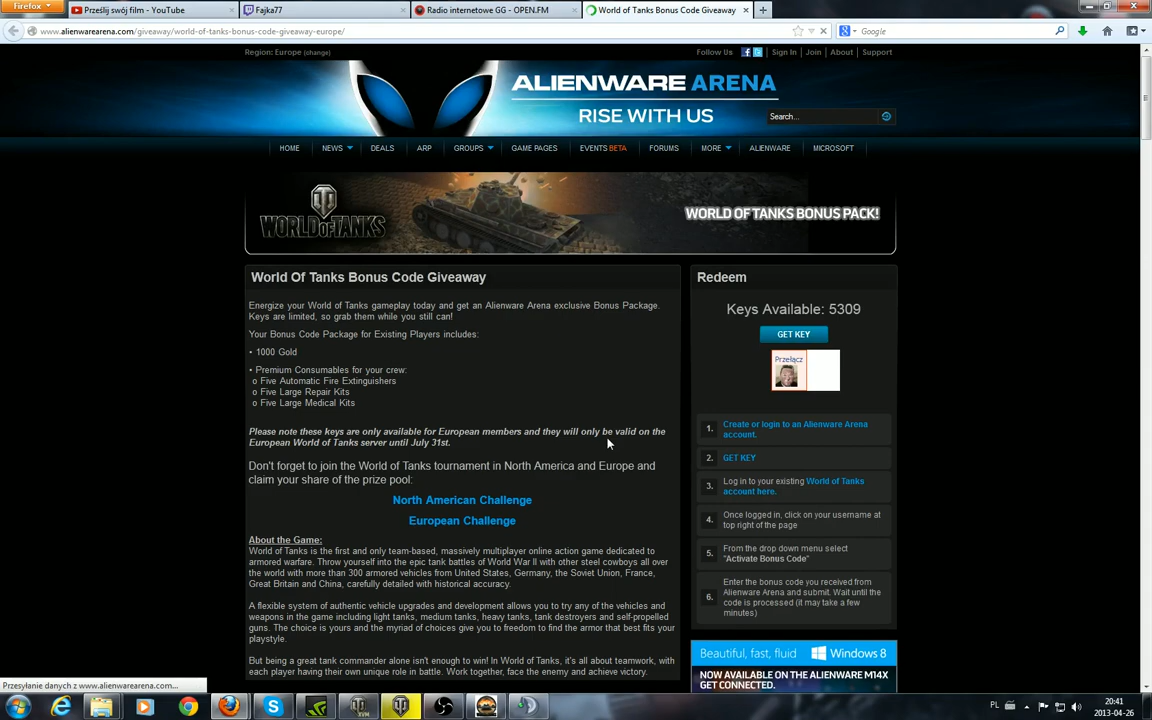 Firefox
Prześlij swój film - YouTube
Fajka77
Radio internetowe GG - OPEN.FM
World of Tanks Bonus Code Giveaway
www.alienwarearena.com/giveaway/world-of-tanks-bonus-code-giveaway-europe/
Google
Region: Europe (change)
Follow Us
Sign In
Join
About
Support
ALIENWARE ARENA
RISE WITH US
Search...
HOME
NEWS
DEALS
ARP
GROUPS
GAME PAGES
EVENTS BETA
FORUMS
MORE
ALIENWARE
MICROSOFT
WORLD OF TANKS
WORLD OF TANKS BONUS PACK!
World Of Tanks Bonus Code Giveaway
Energize your World of Tanks gameplay today and get an Alienware Arena exclusive Bonus Package.
Keys are limited, so grab them while you still can!
Your Bonus Code Package for Existing Players includes:
• 1000 Gold
• Premium Consumables for your crew:
o Five Automatic Fire Extinguishers
o Five Large Repair Kits
o Five Large Medical Kits
Please note these keys are only available for European members and they will only be valid on the
European World of Tanks server until July 31st.
Don't forget to join the World of Tanks tournament in North America and Europe and
claim your share of the prize pool:
North American Challenge
European Challenge
About the Game:
World of Tanks is the first and only team-based, massively multiplayer online action game dedicated to
armored warfare. Throw yourself into the epic tank battles of World War II with other steel cowboys all over
the world with more than 300 armored vehicles from United States, Germany, the Soviet Union, France,
Great Britain and China, carefully detailed with historical accuracy.
A flexible system of authentic vehicle upgrades and development allows you to try any of the vehicles and
weapons in the game including light tanks, medium tanks, heavy tanks, tank destroyers and self-propelled
guns. The choice is yours and the myriad of choices give you to freedom to find the armor that best fits your
playstyle.
But being a great tank commander alone isn't enough to win! In World of Tanks, it's all about teamwork, with
each player having their own unique role in battle. Work together, face the enemy and achieve victory.
Redeem
Keys Available: 5309
GET KEY
Przełącz
1. Create or login to an Alienware Arena
account.
2. GET KEY
3. Log in to your existing World of Tanks
account here.
4. Once logged in, click on your username at
top right of the page
5. From the drop down menu select
"Activate Bonus Code"
6. Enter the bonus code you received from
Alienware Arena and submit. Wait until the
code is processed (it may take a few
minutes)
Beautiful, fast, fluid
Windows 8
NOW AVAILABLE ON THE ALIENWARE M14X
GET CONNECTED.
Przesyłanie danych z www.alienwarearena.com...
XVM
PL
20:41
2013-04-26